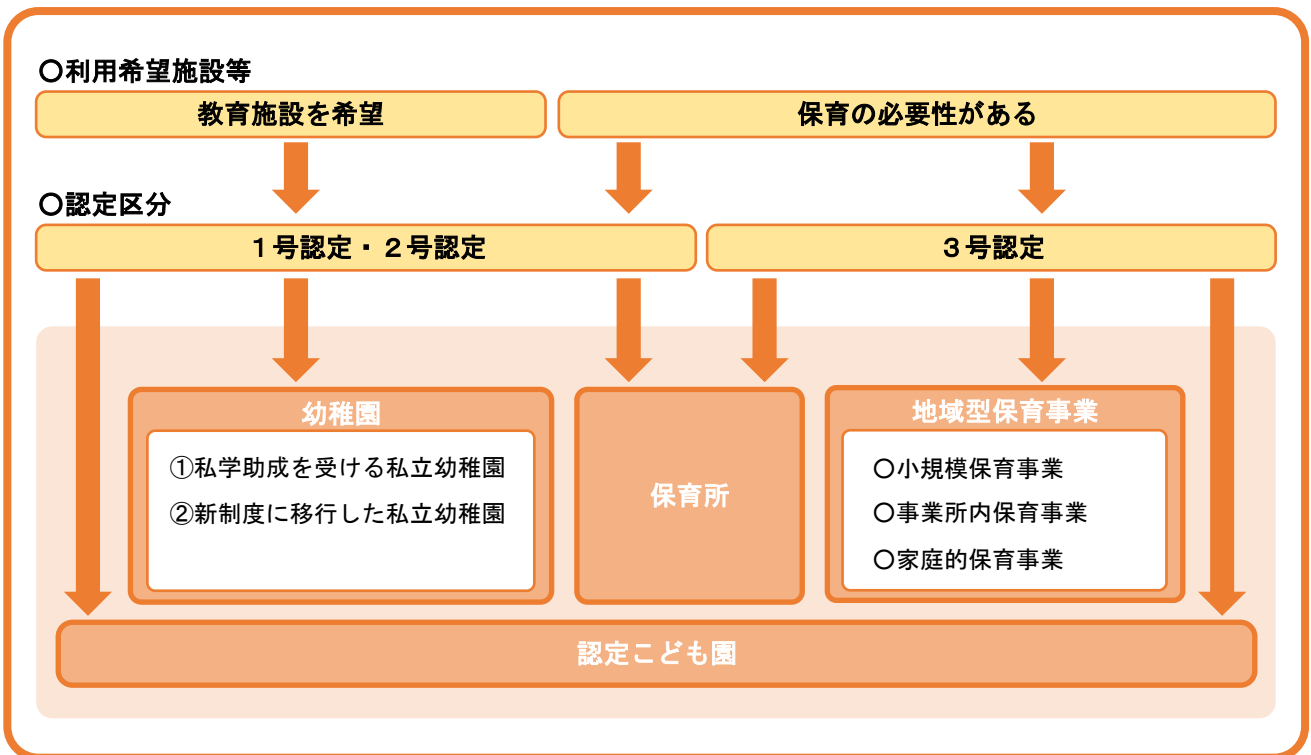 〇利用希望施設等
教育施設を希望
保育の必要性がある
〇認定区分
１号認定・２号認定
３号認定
幼稚園
①私学助成を受ける私立幼稚園
②新制度に移行した私立幼稚園
保育所
地域型保育事業
〇小規模保育事業
〇事業所内保育事業
〇家庭的保育事業
認定こども園